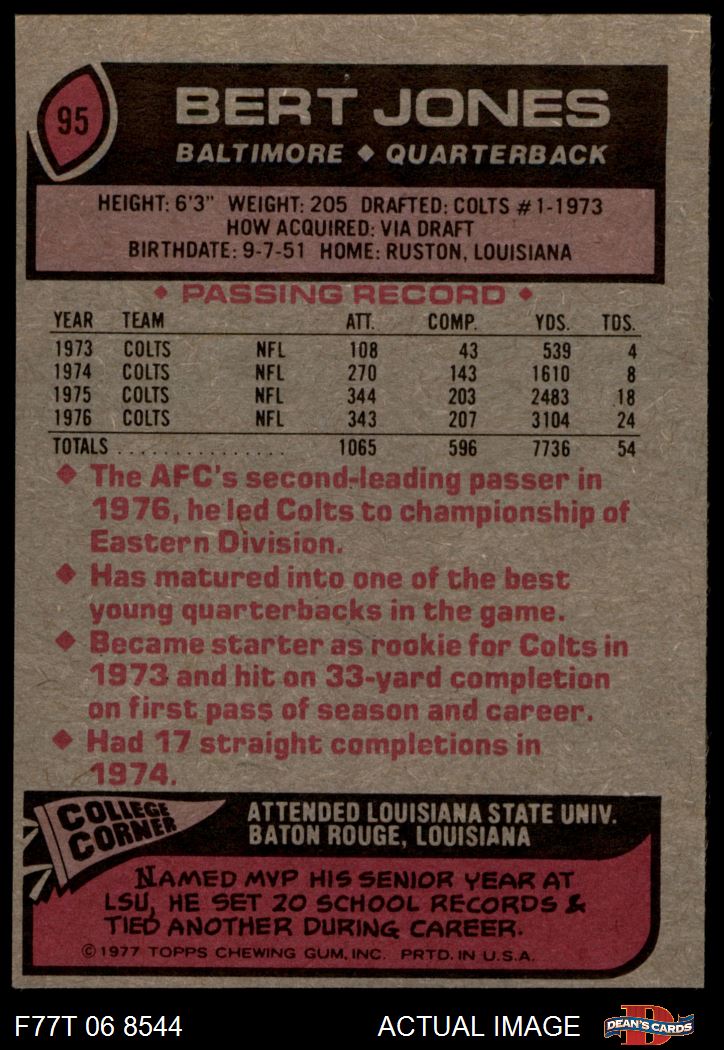 95
BERT JONES
BALTIMORE ◆ QUARTERBACK
HEIGHT: 6'3" WEIGHT: 205 DRAFTED: COLTS #1-1973
HOW ACQUIRED: VIA DRAFT
BIRTHDATE: 9-7-51 HOME: RUSTON, LOUISIANA
◆ PASSING RECORD ◆
YEAR TEAM ATT. COMP. YDS. TDS.
1973 COLTS NFL 108 43 539 4
1974 COLTS NFL 270 143 1610 8
1975 COLTS NFL 344 203 2483 18
1976 COLTS NFL 343 207 3104 24
TOTALS ................ 1065 596 7736 54
◆ The AFC's second-leading passer in
1976, he led Colts to championship of
Eastern Division.
◆ Has matured into one of the best
young quarterbacks in the game.
◆ Became starter as rookie for Colts in
1973 and hit on 33-yard completion
on first pass of season and career.
◆ Had 17 straight completions in
1974.
COLLEGE
CORNER
ATTENDED LOUISIANA STATE UNIV.
BATON ROUGE, LOUISIANA
NAMED MVP HIS SENIOR YEAR AT
LSU, HE SET 20 SCHOOL RECORDS &
TIED ANOTHER DURING CAREER.
© 1977 TOPPS CHEWING GUM, INC. PRTD. IN U.S.A.
F77T 06 8544 ACTUAL IMAGE
D
DEAN'S CARDS